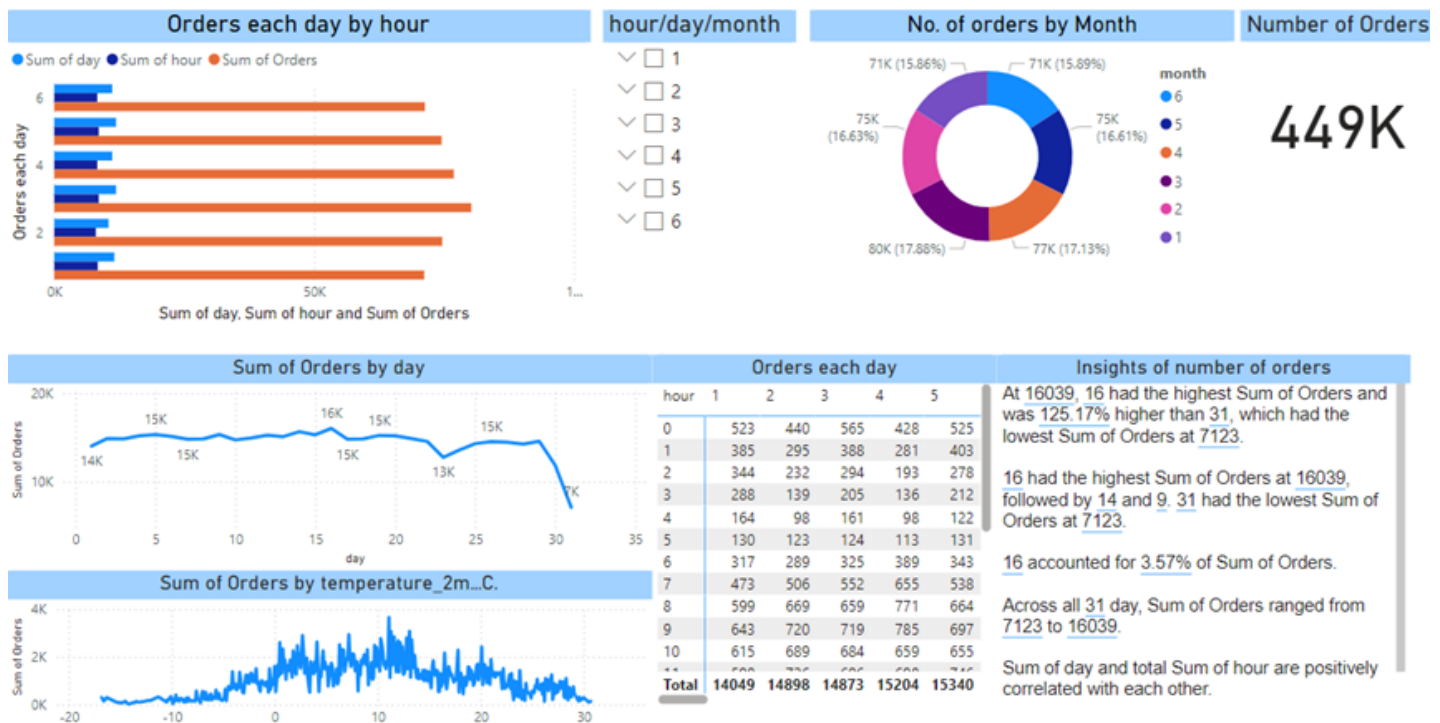 Orders each day by hour
Sum of day Sum of hour Sum of Orders
Orders each day
6
4
2
0K 50K 1...
Sum of day, Sum of hour and Sum of Orders
hour/day/month
1
2
3
4
5
6
No. of orders by Month
71K (15.86%) 71K (15.89%)
75K (16.63%)
75K (16.61%)
80K (17.88%) 77K (17.13%)
month
6
5
4
3
2
1
Number of Orders
449K
Sum of Orders by day
Sum of Orders
20K
10K
14K 15K 15K 16K 15K 15K 13K 15K 7K
0 5 10 15 20 25 30 35
day
Sum of Orders by temperature_2m...C.
Sum of Orders
4K
2K
0K
-20 -10 0 10 20 30
Orders each day
hour 1 2 3 4 5
0 523 440 565 428 525
1 385 295 388 281 403
2 344 232 294 193 278
3 288 139 205 136 212
4 164 98 161 98 122
5 130 123 124 113 131
6 317 289 325 389 343
7 473 506 552 655 538
8 599 669 659 771 664
9 643 720 719 785 697
10 615 689 684 659 655
Total 14049 14898 14873 15204 15340
Insights of number of orders
At 16039, 16 had the highest Sum of Orders and
was 125.17% higher than 31, which had the
lowest Sum of Orders at 7123.
16 had the highest Sum of Orders at 16039,
followed by 14 and 9. 31 had the lowest Sum of
Orders at 7123.
16 accounted for 3.57% of Sum of Orders.
Across all 31 day, Sum of Orders ranged from
7123 to 16039.
Sum of day and total Sum of hour are positively
correlated with each other.